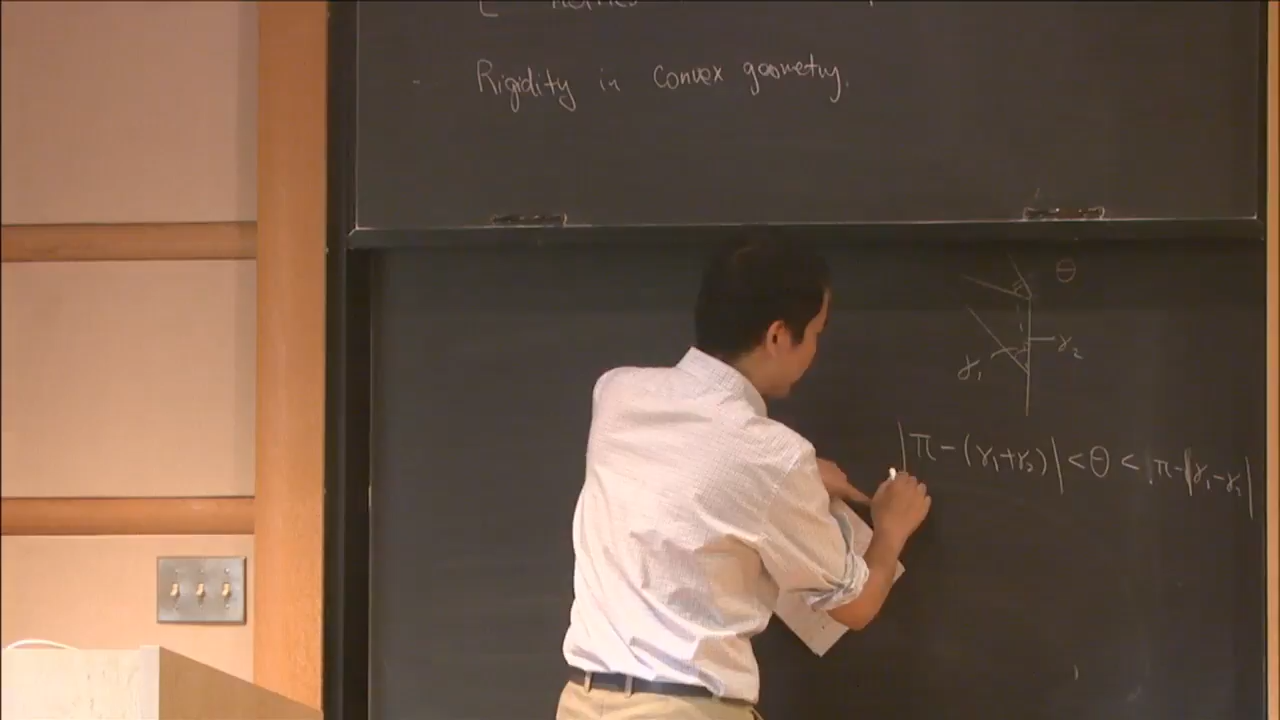 - Rigidity in convex geometry.
θ
γ₂
γ₁
|π-(γ₁+γ₂)| < θ < π-|γ₁-γ₂|